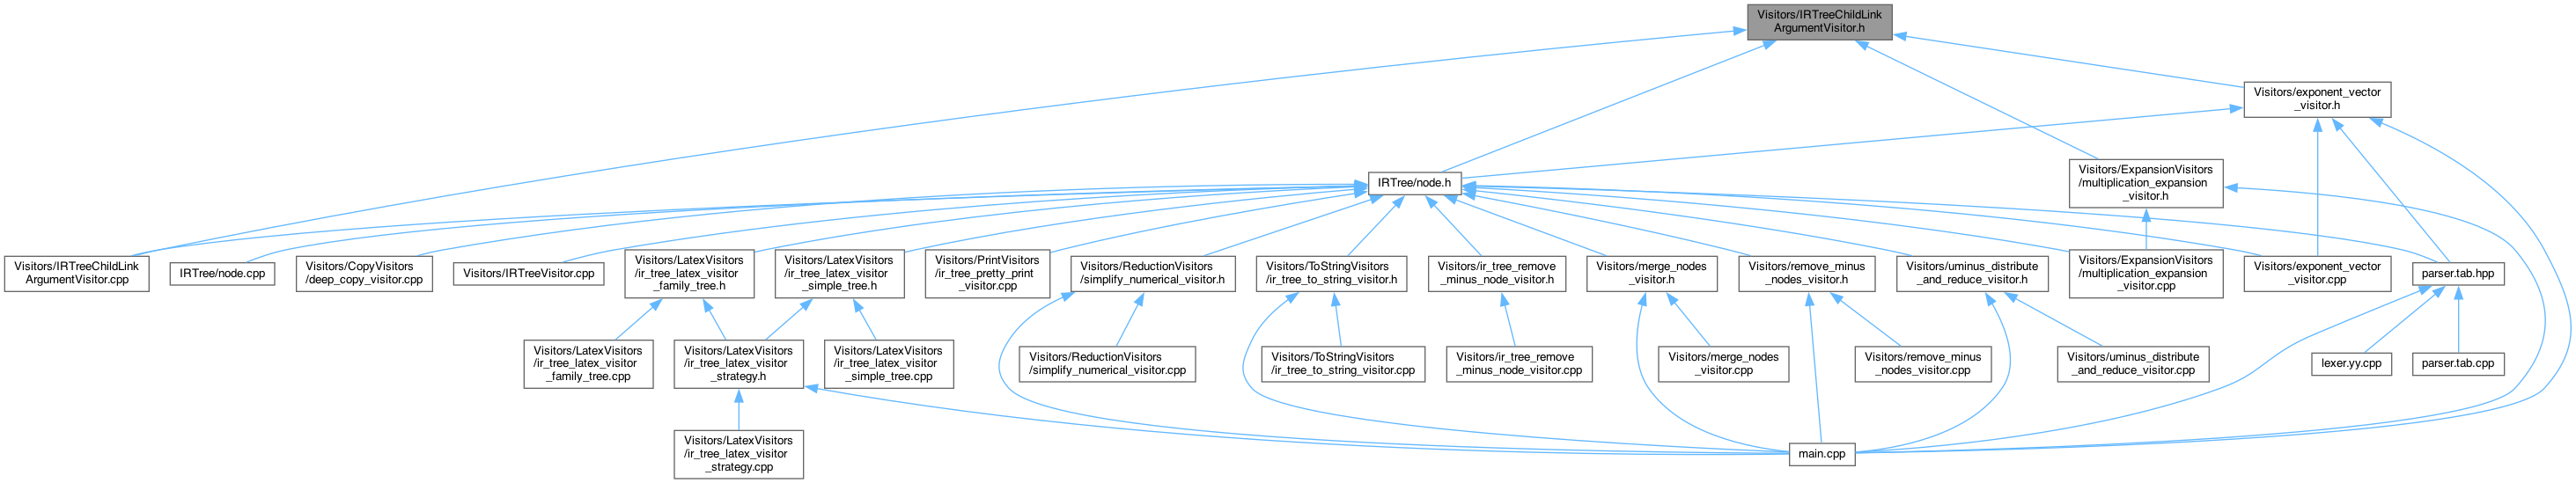 Visitors/IRTreeChildLink
ArgumentVisitor.h
Visitors/exponent_vector
_visitor.h
IRTree/node.h
Visitors/ExpansionVisitors
/multiplication_expansion
_visitor.h
Visitors/IRTreeChildLink
ArgumentVisitor.cpp
IRTree/node.cpp
Visitors/CopyVisitors
/deep_copy_visitor.cpp
Visitors/IRTreeVisitor.cpp
Visitors/LatexVisitors
/ir_tree_latex_visitor
_family_tree.h
Visitors/LatexVisitors
/ir_tree_latex_visitor
_simple_tree.h
Visitors/PrintVisitors
/ir_tree_pretty_print
_visitor.cpp
Visitors/ReductionVisitors
/simplify_numerical_visitor.h
Visitors/ToStringVisitors
/ir_tree_to_string_visitor.h
Visitors/ir_tree_remove
_minus_node_visitor.h
Visitors/merge_nodes
_visitor.h
Visitors/remove_minus
_nodes_visitor.h
Visitors/uminus_distribute
_and_reduce_visitor.h
Visitors/ExpansionVisitors
/multiplication_expansion
_visitor.cpp
Visitors/exponent_vector
_visitor.cpp
parser.tab.hpp
Visitors/LatexVisitors
/ir_tree_latex_visitor
_family_tree.cpp
Visitors/LatexVisitors
/ir_tree_latex_visitor
_strategy.h
Visitors/LatexVisitors
/ir_tree_latex_visitor
_simple_tree.cpp
Visitors/ReductionVisitors
/simplify_numerical_visitor.cpp
Visitors/ToStringVisitors
/ir_tree_to_string_visitor.cpp
Visitors/ir_tree_remove
_minus_node_visitor.cpp
Visitors/merge_nodes
_visitor.cpp
Visitors/remove_minus
_nodes_visitor.cpp
Visitors/uminus_distribute
_and_reduce_visitor.cpp
lexer.yy.cpp
parser.tab.cpp
Visitors/LatexVisitors
/ir_tree_latex_visitor
_strategy.cpp
main.cpp